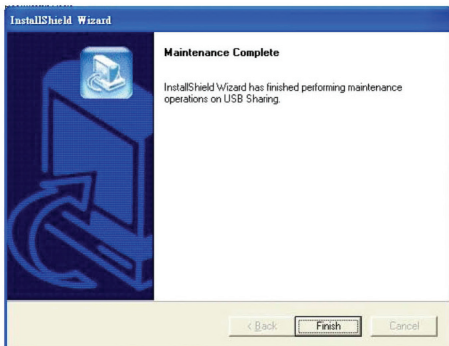 InstallShield Wizard
Maintenance Complete
InstallShield Wizard has finished performing maintenance
operations on USB Sharing.
< Back Finish Cancel